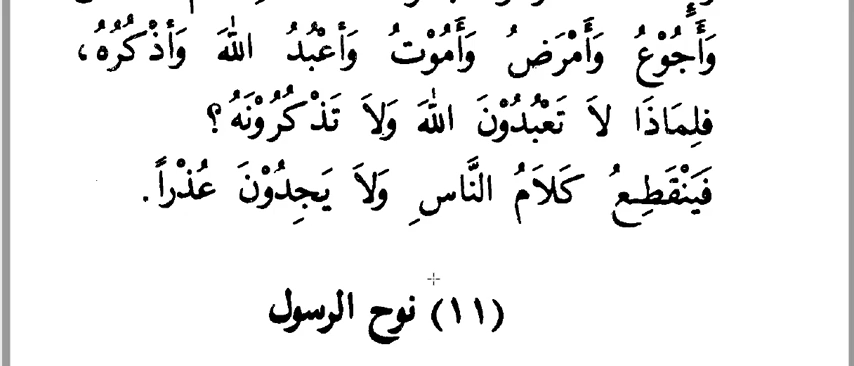 وَأَجُوْعُ وَأَمْرَضُ وَأَمُوْتُ وَأَعْبُدُ اللهَ وَأَذْكُرُهُ،
فَلِمَاذَا لاَ تَعْبُدُوْنَ اللهَ وَلاَ تَذْكُرُوْنَهُ؟
فَيَنْقَطِعُ كَلاَمُ النَّاسِ وَلاَ يَجِدُوْنَ عُذْراً.
(١١) نوح الرسول